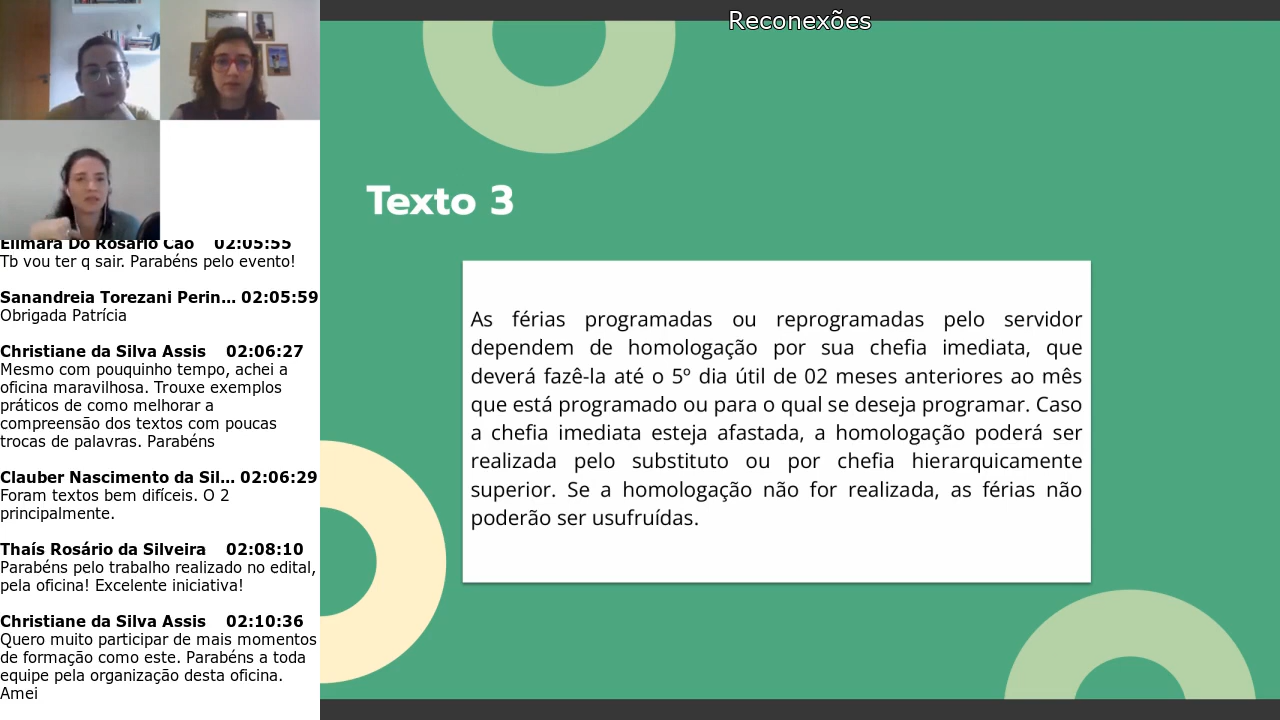 Reconexões
Elimara Do Rosário Cao 02:05:55
Tb vou ter q sair. Parabéns pelo evento!
Sanandreia Torezani Perin... 02:05:59
Obrigada Patrícia
Christiane da Silva Assis 02:06:27
Mesmo com pouquinho tempo, achei a
oficina maravilhosa. Trouxe exemplos
práticos de como melhorar a
compreensão dos textos com poucas
trocas de palavras. Parabéns
Clauber Nascimento da Sil... 02:06:29
Foram textos bem difíceis. O 2
principalmente.
Thaís Rosário da Silveira 02:08:10
Parabéns pelo trabalho realizado no edital,
pela oficina! Excelente iniciativa!
Christiane da Silva Assis 02:10:36
Quero muito participar de mais momentos
de formação como este. Parabéns a toda
equipe pela organização desta oficina.
Amei
Texto 3
As férias programadas ou reprogramadas pelo servidor
dependem de homologação por sua chefia imediata, que
deverá fazê-la até o 5º dia útil de 02 meses anteriores ao mês
que está programado ou para o qual se deseja programar. Caso
a chefia imediata esteja afastada, a homologação poderá ser
realizada pelo substituto ou por chefia hierarquicamente
superior. Se a homologação não for realizada, as férias não
poderão ser usufruídas.